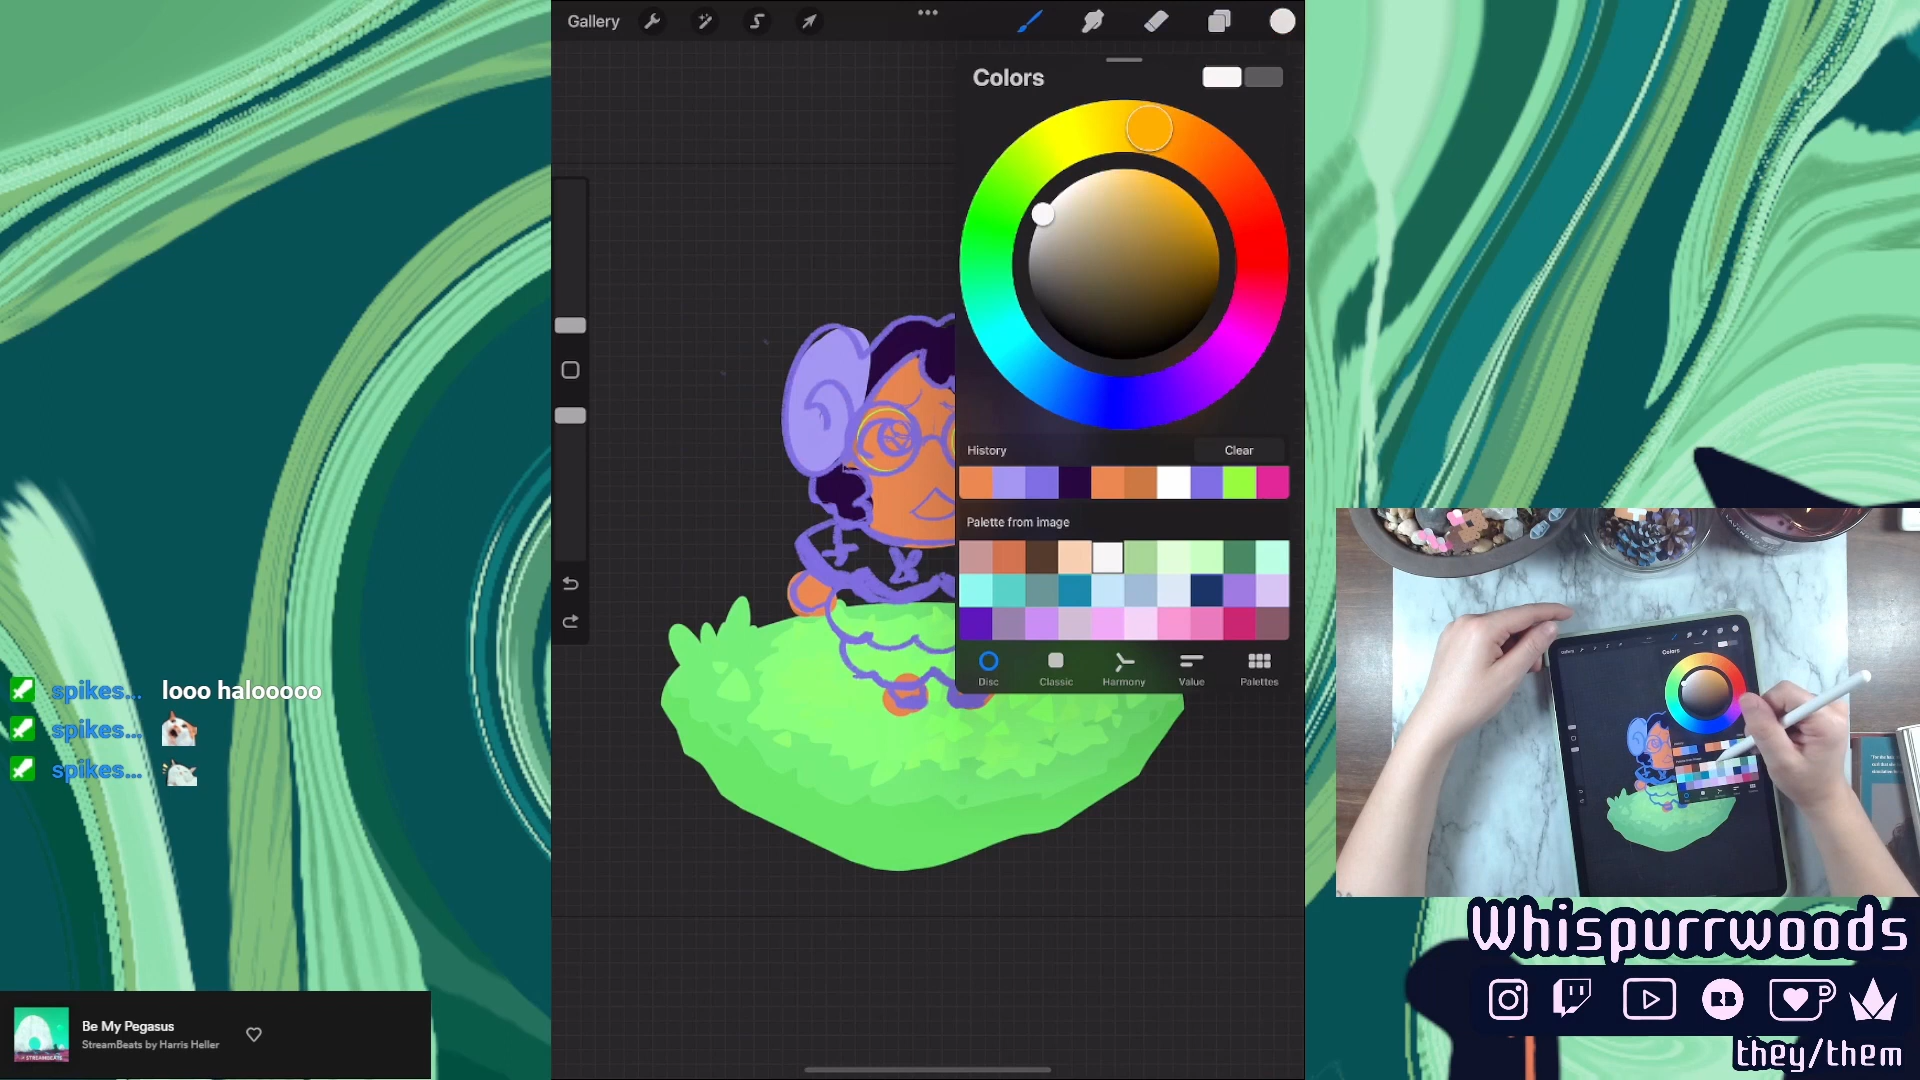 Gallery
Colors
History
Clear
Palette from image
Disc
Classic
Harmony
Value
Palettes
spikes... looo halooooo
spikes...
spikes...
Be My Pegasus
StreamBeats by Harris Heller
Whispurrwoods
they/them